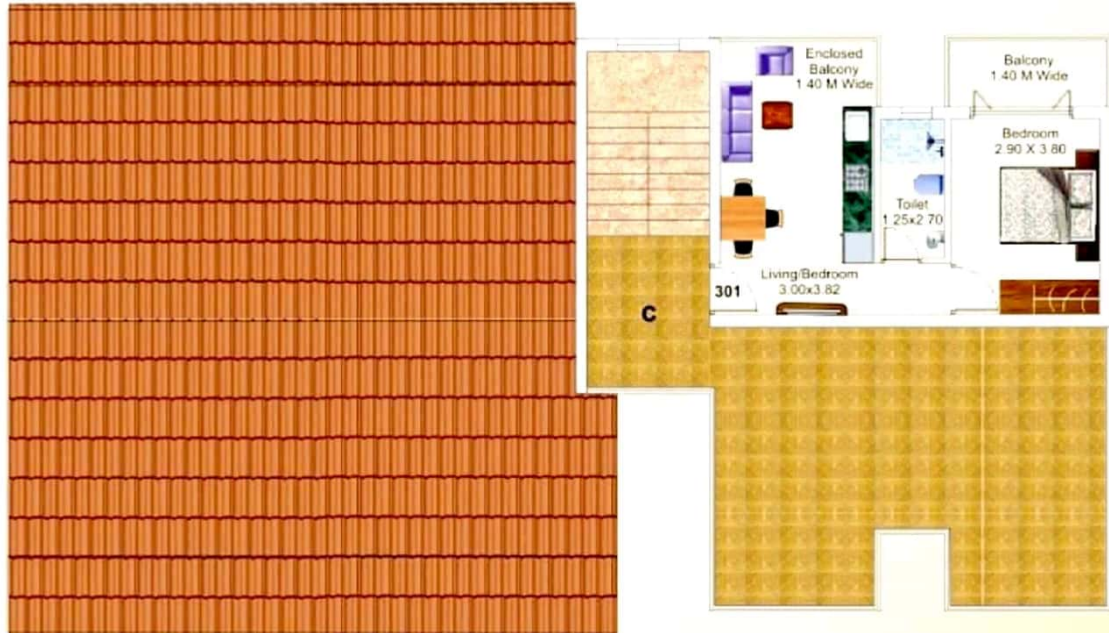 Enclosed
Balcony
1.40 M Wide
Balcony
1.40 M Wide
Bedroom
2.90 X 3.80
Toilet
1.25x2.70
Living/Bedroom
3.00x3.82
301
C